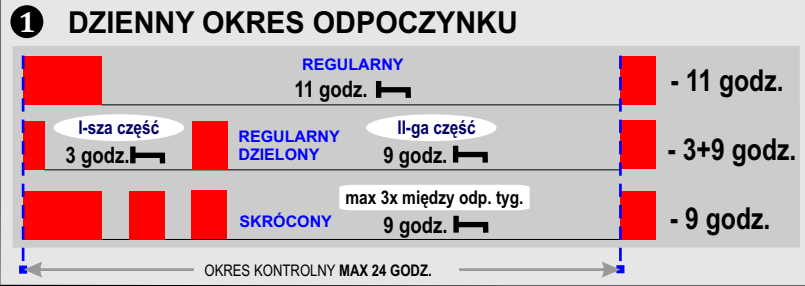 1 DZIENNY OKRES ODPOCZYNKU
REGULARNY
11 godz.
- 11 godz.
I-sza część
3 godz.
REGULARNY
DZIELONY
II-ga część
9 godz.
- 3+9 godz.
SKRÓCONY
max 3x między odp. tyg.
9 godz.
- 9 godz.
OKRES KONTROLNY MAX 24 GODZ.